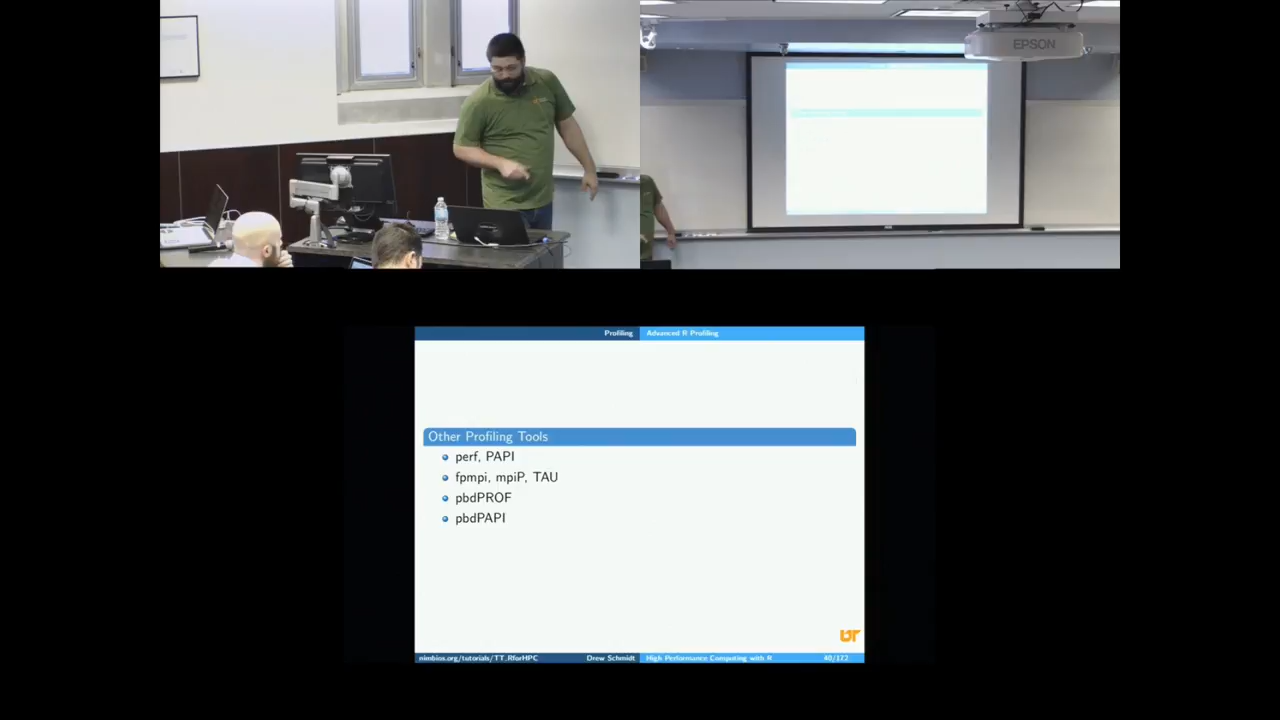 EPSON
Profiling Advanced R Profiling
Other Profiling Tools
perf, PAPI
fpmpi, mpiP, TAU
pbdPROF
pbdPAPI
UT
nimbios.org/tutorials/TT_RforHPC Drew Schmidt High Performance Computing with R 40/122